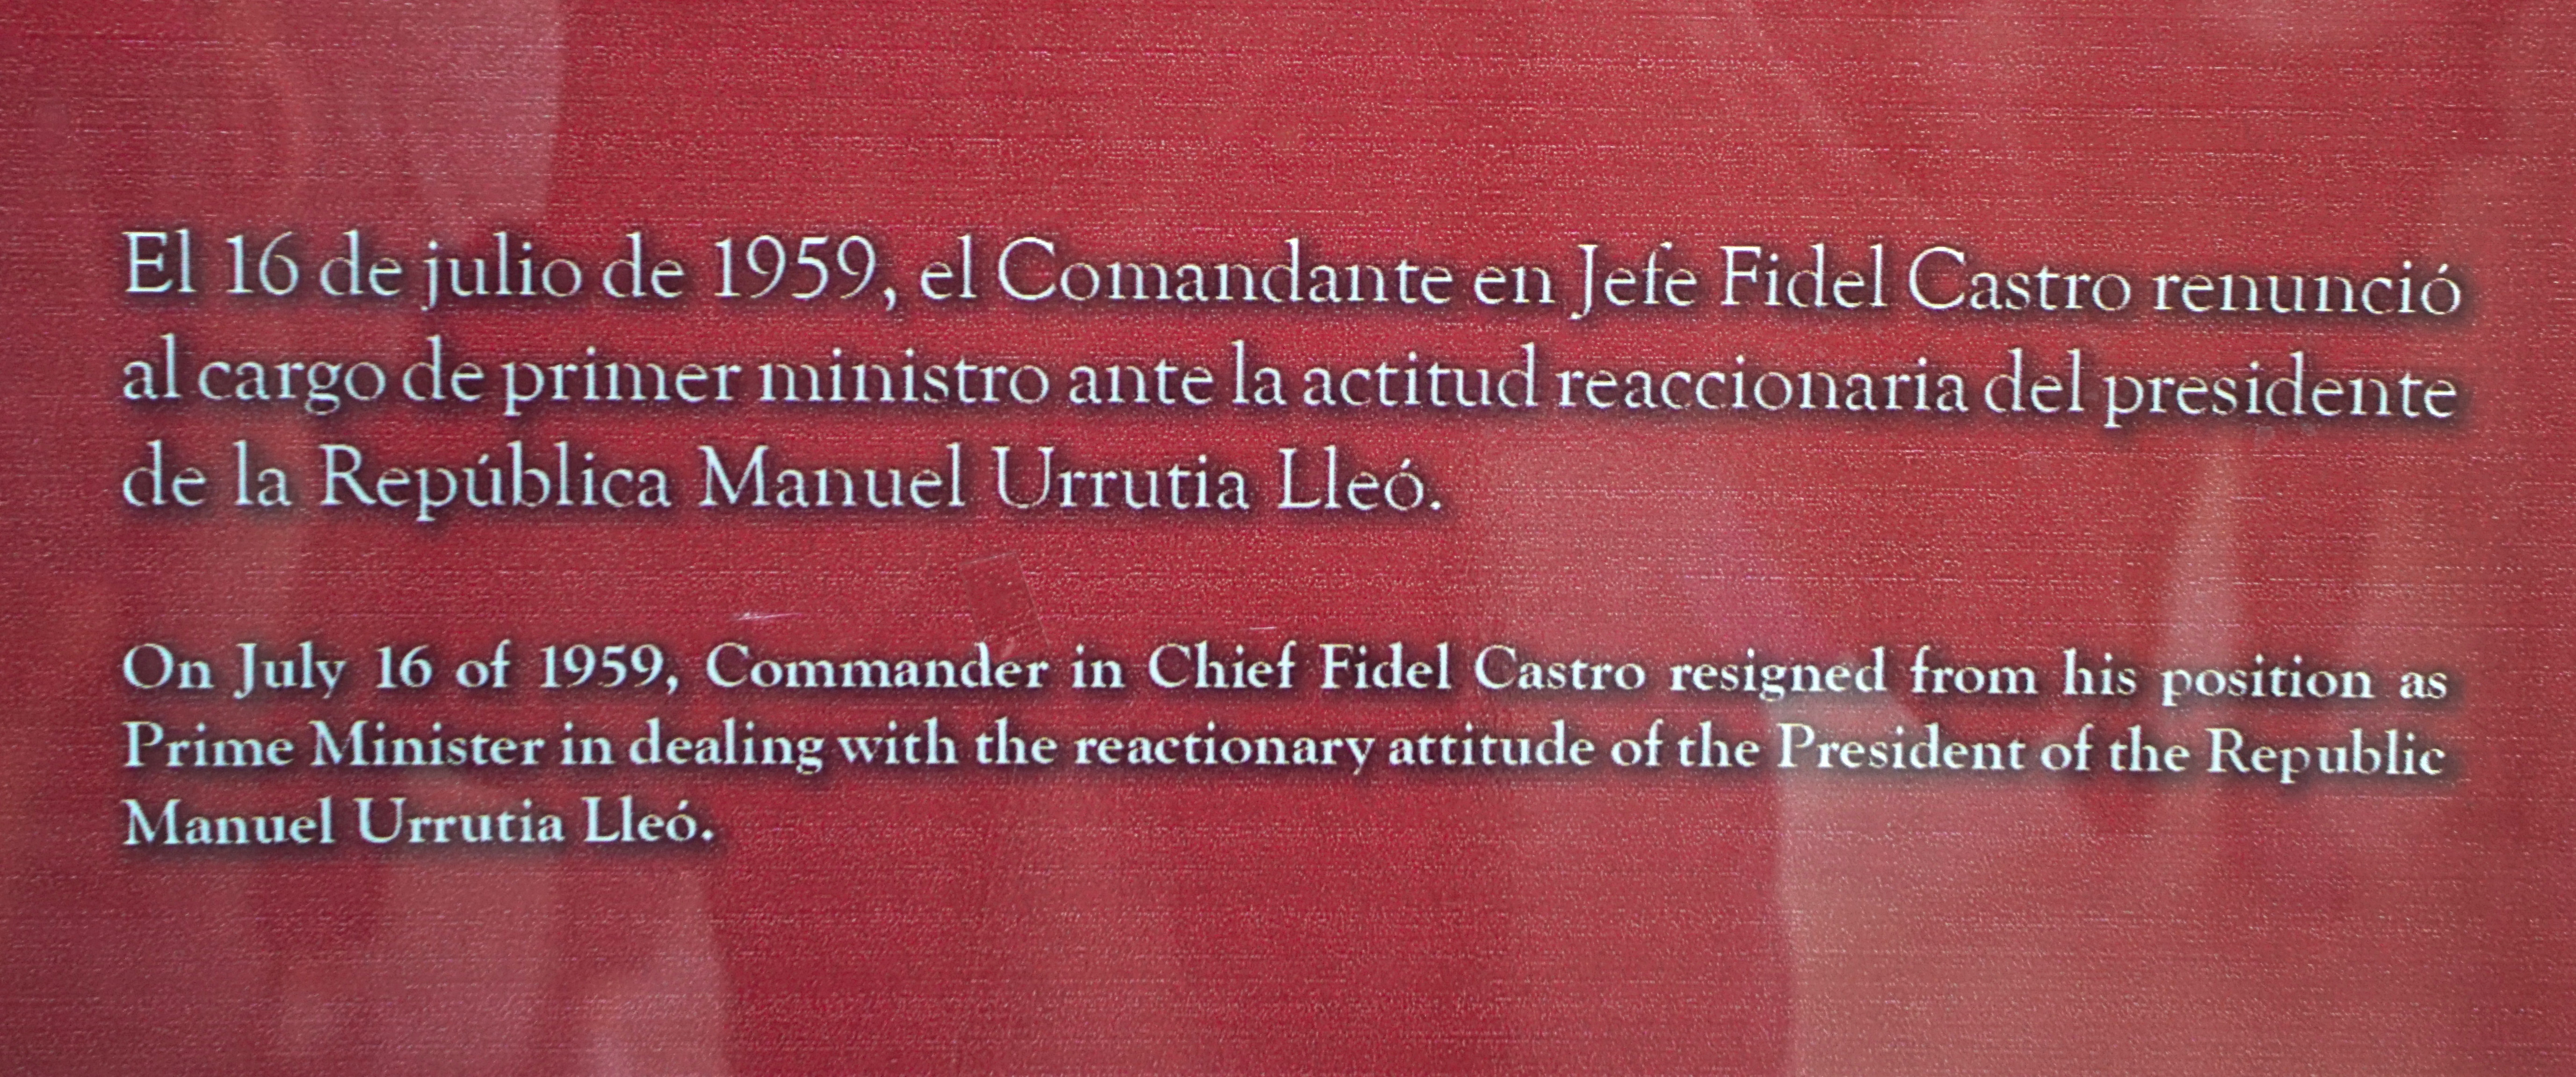 El 16 de julio de 1959, el Comandante en Jefe Fidel Castro renunció
al cargo de primer ministro ante la actitud reaccionaria del presidente
de la República Manuel Urrutia Lleó.
On July 16 of 1959, Commander in Chief Fidel Castro resigned from his position as
Prime Minister in dealing with the reactionary attitude of the President of the Republic
Manuel Urrutia Lleó.